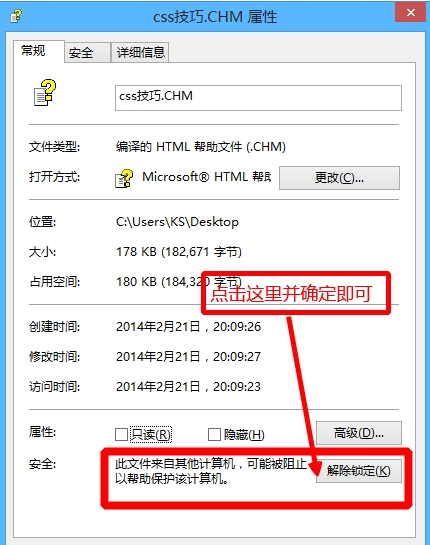 css技巧.CHM 属性
常规 安全 详细信息
css技巧.CHM
文件类型: 编译的 HTML 帮助文件 (.CHM)
打开方式: Microsoft® HTML 帮助 更改(C)...
位置: C:\Users\KS\Desktop
大小: 178 KB (182,671 字节)
占用空间: 180 KB (184,320 字节)
点击这里并确定即可
创建时间: 2014年2月21日，20:09:26
修改时间: 2014年2月21日，20:09:27
访问时间: 2014年2月21日，20:09:23
属性: 只读(R) 隐藏(H) 高级(D)...
安全: 此文件来自其他计算机，可能被阻止 解除锁定(K)
以帮助保护该计算机。